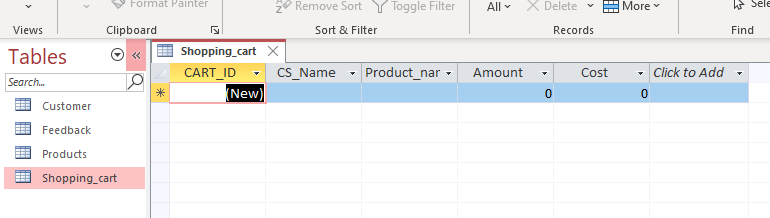 Format Painter
Remove Sort
Toggle Filter
All
Delete
More
Views
Clipboard
Sort & Filter
Records
Find
Tables
Search...
Customer
Feedback
Products
Shopping_cart
Shopping_cart
CART_ID
CS_Name
Product_nar
Amount
Cost
Click to Add
(New)
0
0